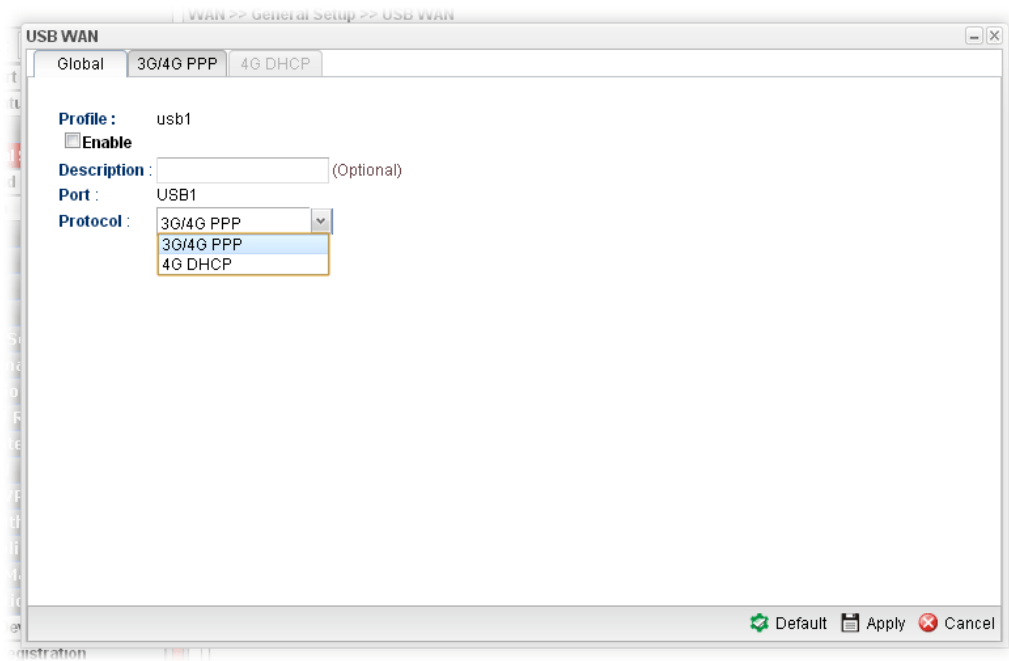 WAN >> General Setup >> USB WAN
USB WAN
Global 3G/4G PPP 4G DHCP
Profile : usb1
Enable
Description : (Optional)
Port : USB1
Protocol : 3G/4G PPP
3G/4G PPP
4G DHCP
Default Apply Cancel